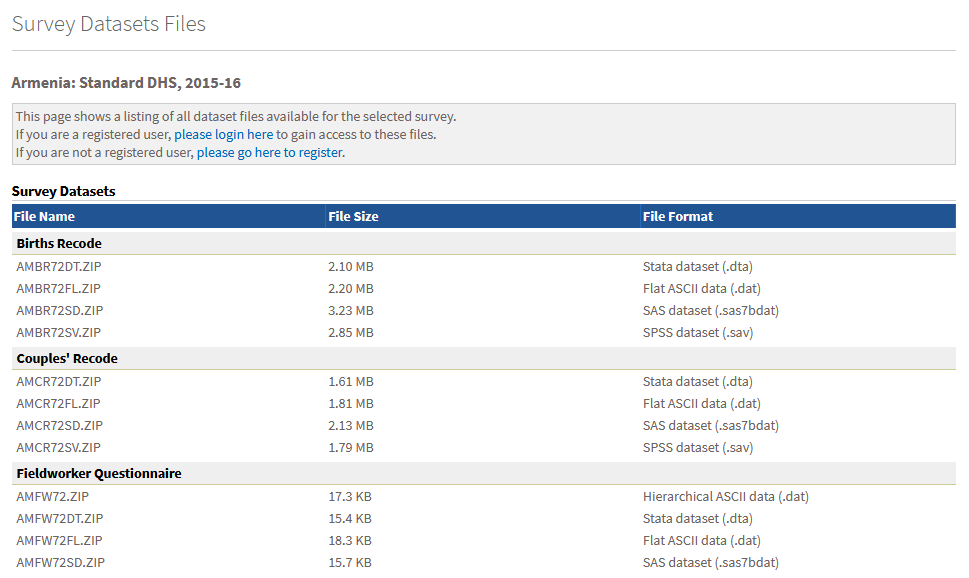 Survey Datasets Files
Armenia: Standard DHS, 2015-16
This page shows a listing of all dataset files available for the selected survey.
If you are a registered user, please login here to gain access to these files.
If you are not a registered user, please go here to register.
Survey Datasets
File Name File Size File Format
Births Recode
AMBR72DT.ZIP 2.10 MB Stata dataset (.dta)
AMBR72FL.ZIP 2.20 MB Flat ASCII data (.dat)
AMBR72SD.ZIP 3.23 MB SAS dataset (.sas7bdat)
AMBR72SV.ZIP 2.85 MB SPSS dataset (.sav)
Couples' Recode
AMCR72DT.ZIP 1.61 MB Stata dataset (.dta)
AMCR72FL.ZIP 1.81 MB Flat ASCII data (.dat)
AMCR72SD.ZIP 2.13 MB SAS dataset (.sas7bdat)
AMCR72SV.ZIP 1.79 MB SPSS dataset (.sav)
Fieldworker Questionnaire
AMFW72.ZIP 17.3 KB Hierarchical ASCII data (.dat)
AMFW72DT.ZIP 15.4 KB Stata dataset (.dta)
AMFW72FL.ZIP 18.3 KB Flat ASCII data (.dat)
AMFW72SD.ZIP 15.7 KB SAS dataset (.sas7bdat)